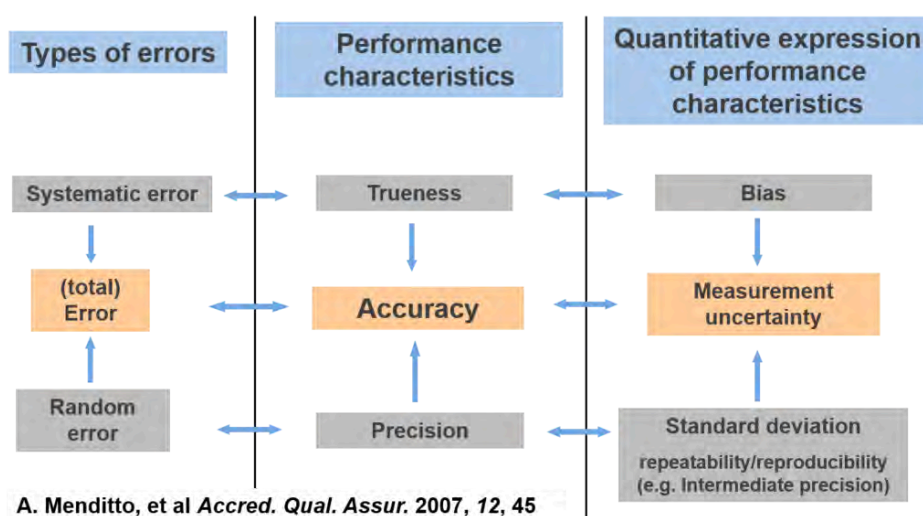 Types of errors
Performance
characteristics
Quantitative expression
of performance
characteristics
Systematic error
Trueness
Bias
(total)
Error
Accuracy
Measurement
uncertainty
Random
error
Precision
Standard deviation
repeatability/reproducibility
(e.g. Intermediate precision)
A. Menditto, et al Accred. Qual. Assur. 2007, 12, 45